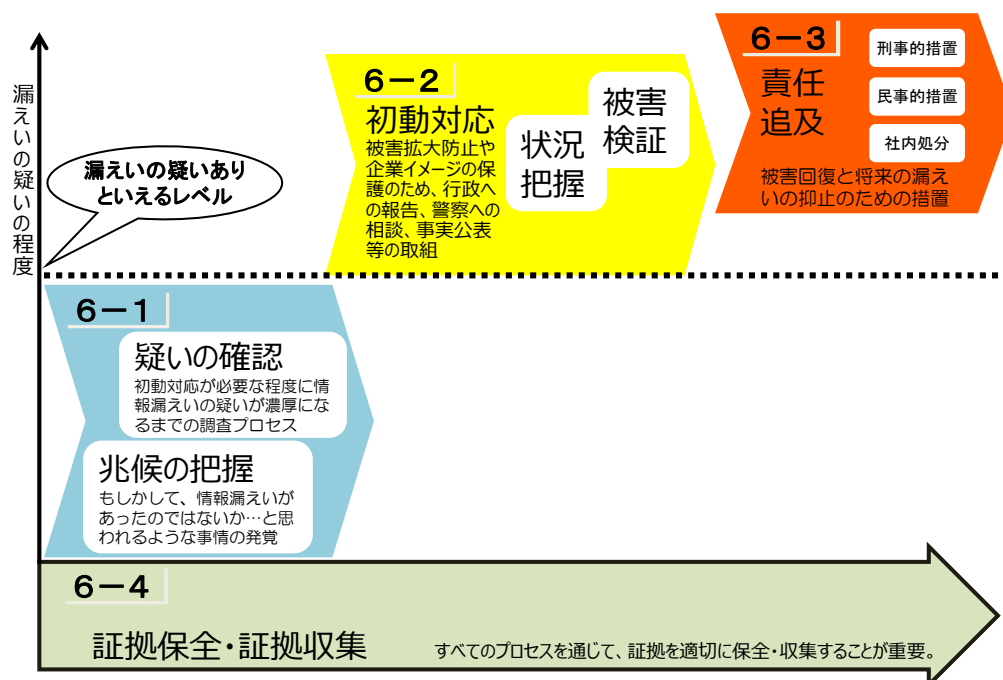 漏えいの疑いの程度
漏えいの疑いあり
といえるレベル
6－1
疑いの確認
初動対応が必要な程度に情
報漏えいの疑いが濃厚にな
るまでの調査プロセス
兆候の把握
もしかして、情報漏えいが
あったのではないか…と思
われるような事情の発覚
6－2
初動対応
被害拡大防止や
企業イメージの保
護のため、行政へ
の報告、警察への
相談、事実公表
等の取組
状況
把握
被害
検証
6－3
責任
追及
刑事的措置
民事的措置
社内処分
被害回復と将来の漏え
いの抑止のための措置
6－4
証拠保全・証拠収集
すべてのプロセスを通じて、証拠を適切に保全・収集することが重要。